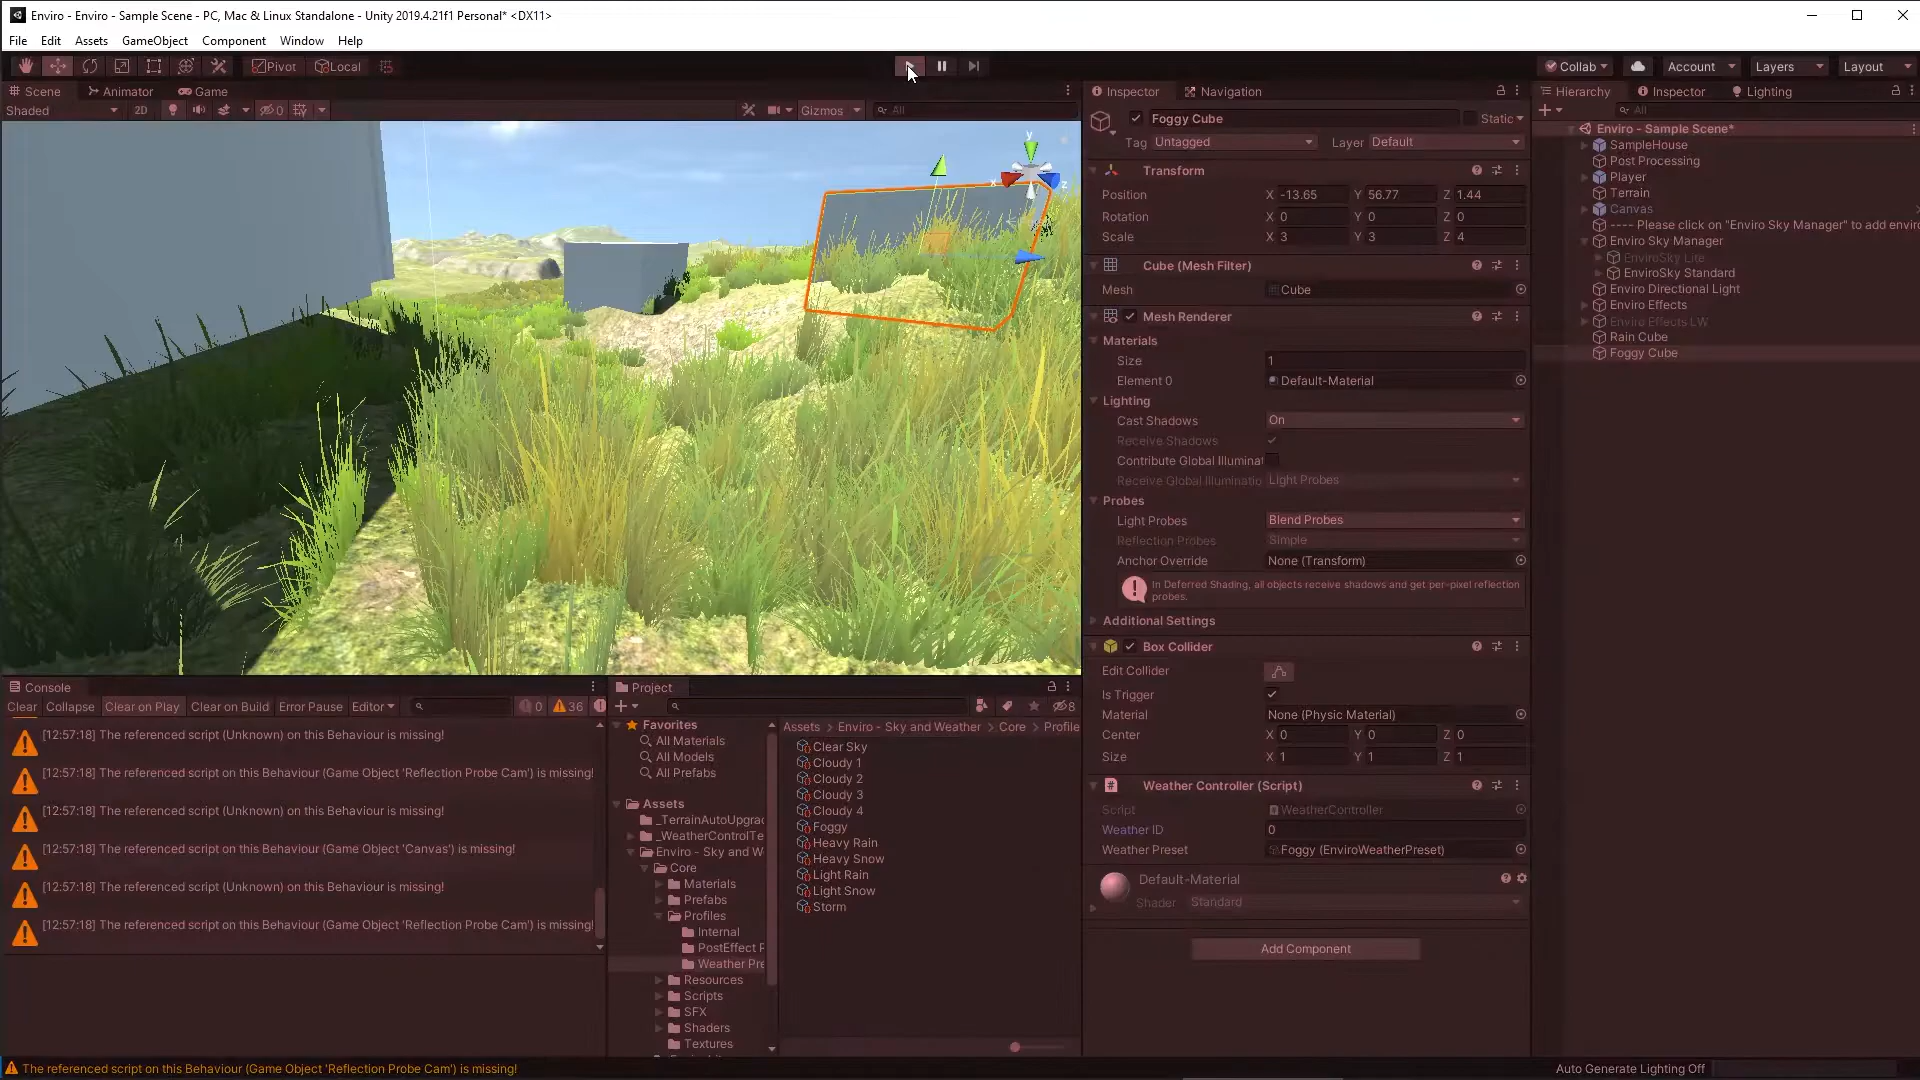 Enviro - Enviro - Sample Scene - PC, Mac & Linux Standalone - Unity 2019.4.21f1 Personal* <DX11>
File Edit Assets GameObject Component Window Help
Pivot Local Collab Account Layers Layout
Scene Animator Game
Shaded 2D 0 Gizmos All
y
x
z
Inspector Navigation
Foggy Cube Static
Tag Untagged Layer Default
Transform
Position X -13.65 Y 56.77 Z 1.44
Rotation X 0 Y 0 Z 0
Scale X 3 Y 3 Z 4
Cube (Mesh Filter)
Mesh Cube
Mesh Renderer
Materials
Size 1
Element 0 Default-Material
Lighting
Cast Shadows On
Receive Shadows
Contribute Global Illuminat
Receive Global Illuminatio Light Probes
Probes
Light Probes Blend Probes
Reflection Probes Simple
Anchor Override None (Transform)
In Deferred Shading, all objects receive shadows and get per-pixel reflection
probes.
Additional Settings
Box Collider
Edit Collider
Is Trigger
Material None (Physic Material)
Center X 0 Y 0 Z 0
Size X 1 Y 1 Z 1
Weather Controller (Script)
Script WeatherController
Weather ID 0
Weather Preset Foggy (EnviroWeatherPreset)
Default-Material
Shader Standard
Add Component
Hierarchy Inspector Lighting
All
Enviro - Sample Scene*
SampleHouse
Post Processing
Player
Terrain
Canvas
---- Please click on "Enviro Sky Manager" to add enviro
Enviro Sky Manager
EnviroSky Lite
EnviroSky Standard
Enviro Directional Light
Enviro Effects
Enviro Effects LW
Rain Cube
Foggy Cube
Console
Clear Collapse Clear on Play Clear on Build Error Pause Editor 0 36
[12:57:18] The referenced script (Unknown) on this Behaviour is missing!
[12:57:18] The referenced script on this Behaviour (Game Object 'Reflection Probe Cam') is missing!
[12:57:18] The referenced script (Unknown) on this Behaviour is missing!
[12:57:18] The referenced script on this Behaviour (Game Object 'Canvas') is missing!
[12:57:18] The referenced script (Unknown) on this Behaviour is missing!
[12:57:18] The referenced script on this Behaviour (Game Object 'Reflection Probe Cam') is missing!
Project
8
Favorites
All Materials
All Models
All Prefabs
Assets
_TerrainAutoUpgrad
_WeatherControlTe
Enviro - Sky and W
Core
Materials
Prefabs
Profiles
Internal
PostEffect P
Weather Pre
Resources
Scripts
SFX
Shaders
Textures
Assets > Enviro - Sky and Weather > Core > Profile
Clear Sky
Cloudy 1
Cloudy 2
Cloudy 3
Cloudy 4
Foggy
Heavy Rain
Heavy Snow
Light Rain
Light Snow
Storm
The referenced script on this Behaviour (Game Object 'Reflection Probe Cam') is missing!
Auto Generate Lighting Off